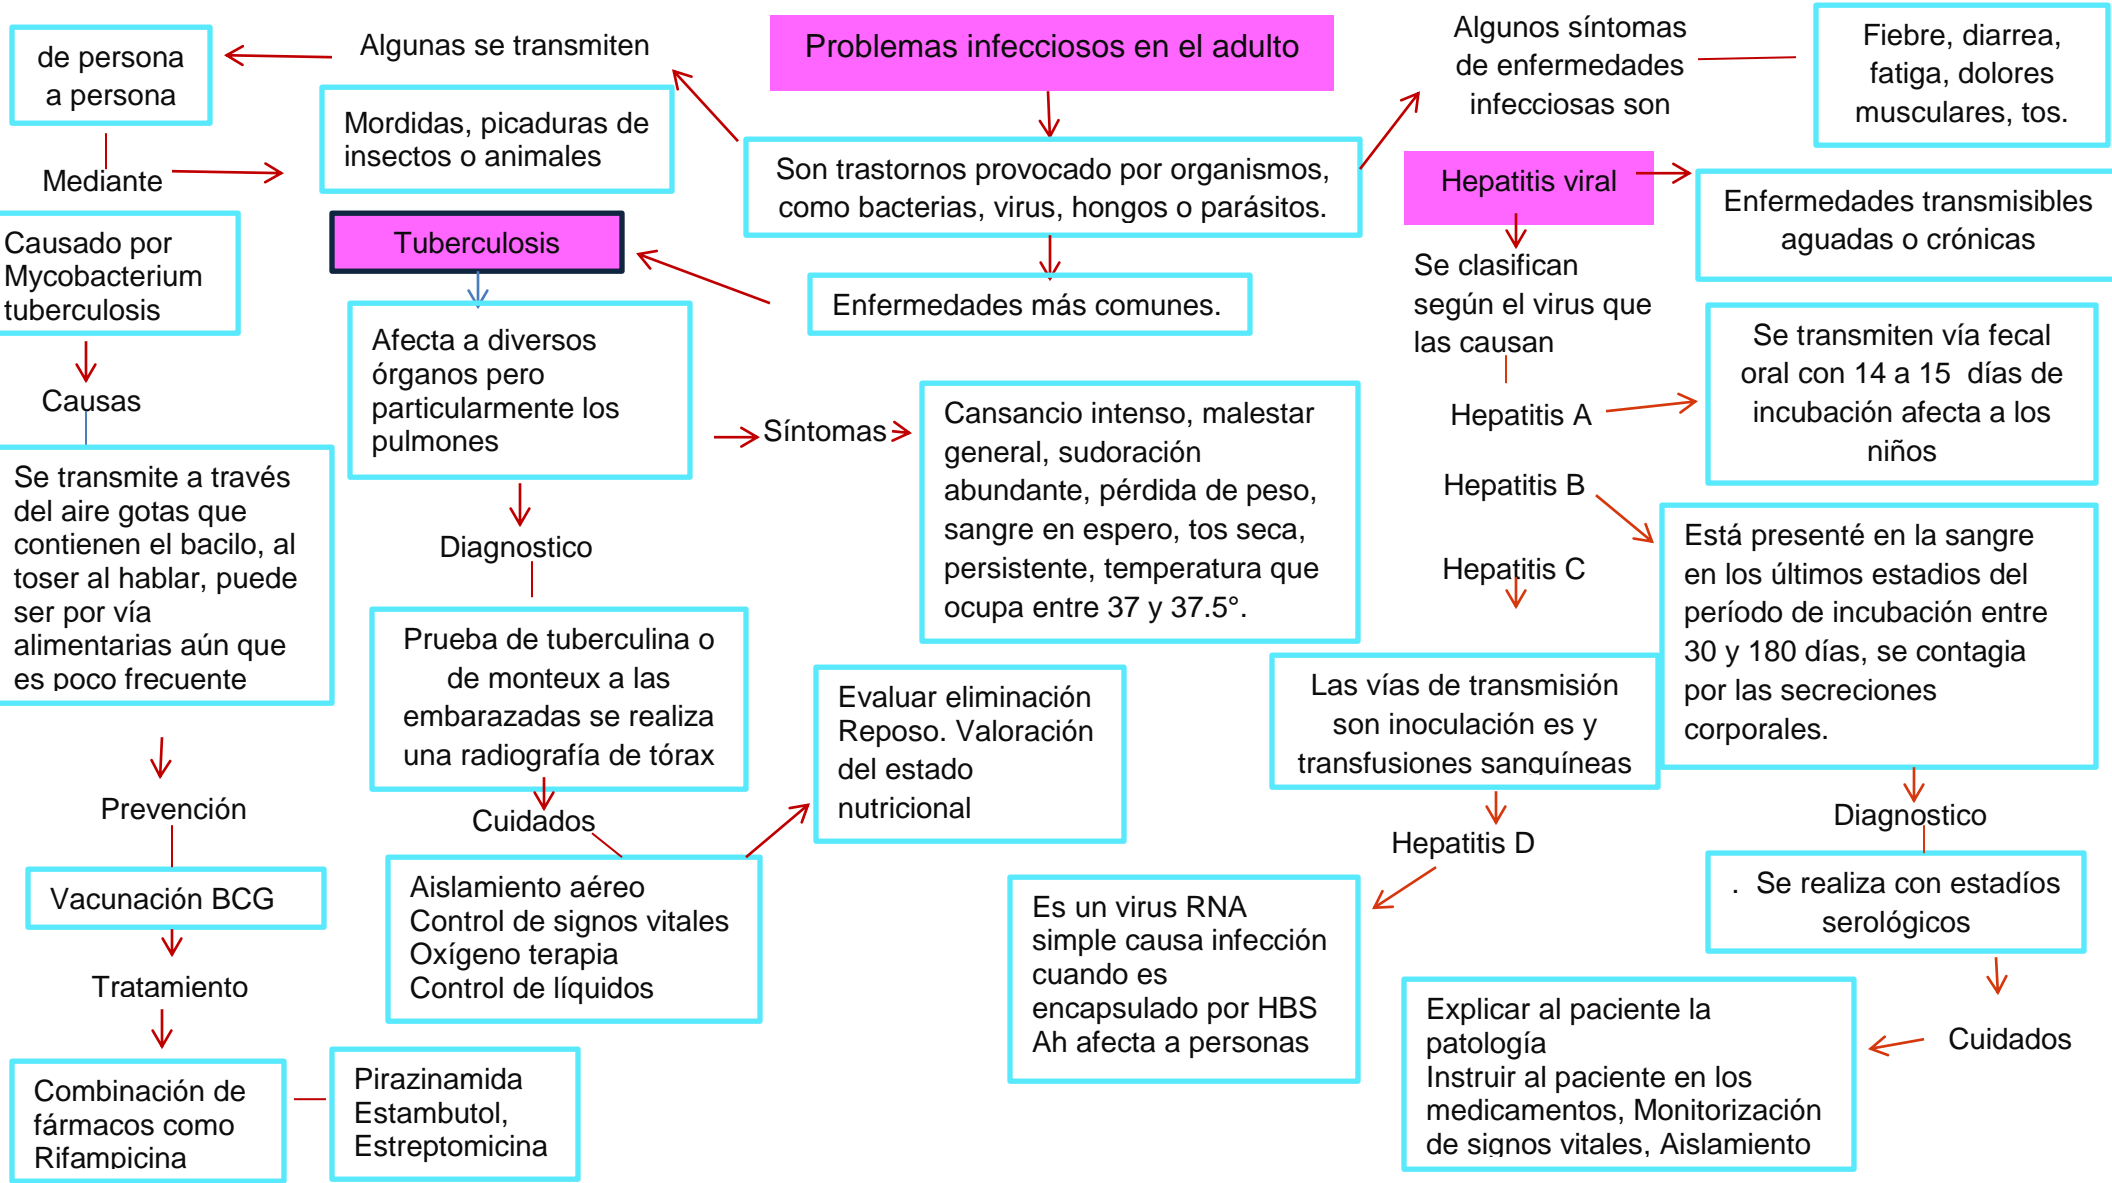 Problemas infecciosos en el adulto
Son trastornos provocado por organismos,
como bacterias, virus, hongos o parásitos.
Enfermedades más comunes.
Algunas se transmiten
de persona
a persona
Mediante
Mordidas, picaduras de
insectos o animales
Algunos síntomas
de enfermedades
infecciosas son
Fiebre, diarrea,
fatiga, dolores
musculares, tos.
Tuberculosis
Afecta a diversos
órganos pero
particularmente los
pulmones
Síntomas
Cansancio intenso, malestar
general, sudoración
abundante, pérdida de peso,
sangre en espero, tos seca,
persistente, temperatura que
ocupa entre 37 y 37.5°.
Diagnostico
Prueba de tuberculina o
de monteux a las
embarazadas se realiza
una radiografía de tórax
Cuidados
Aislamiento aéreo
Control de signos vitales
Oxígeno terapia
Control de líquidos
Evaluar eliminación
Reposo. Valoración
del estado
nutricional
Causado por
Mycobacterium
tuberculosis
Causas
Se transmite a través
del aire gotas que
contienen el bacilo, al
toser al hablar, puede
ser por vía
alimentarias aún que
es poco frecuente
Prevención
Vacunación BCG
Tratamiento
Combinación de
fármacos como
Rifampicina
Pirazinamida
Estambutol,
Estreptomicina
Hepatitis viral
Enfermedades transmisibles
aguadas o crónicas
Se clasifican
según el virus que
las causan
Hepatitis A
Se transmiten vía fecal
oral con 14 a 15 días de
incubación afecta a los
niños
Hepatitis B
Está presenté en la sangre
en los últimos estadios del
período de incubación entre
30 y 180 días, se contagia
por las secreciones
corporales.
Hepatitis C
Las vías de transmisión
son inoculación es y
transfusiones sanguíneas
Hepatitis D
Es un virus RNA
simple causa infección
cuando es
encapsulado por HBS
Ah afecta a personas
Diagnostico
. Se realiza con estadíos
serológicos
Cuidados
Explicar al paciente la
patología
Instruir al paciente en los
medicamentos, Monitorización
de signos vitales, Aislamiento